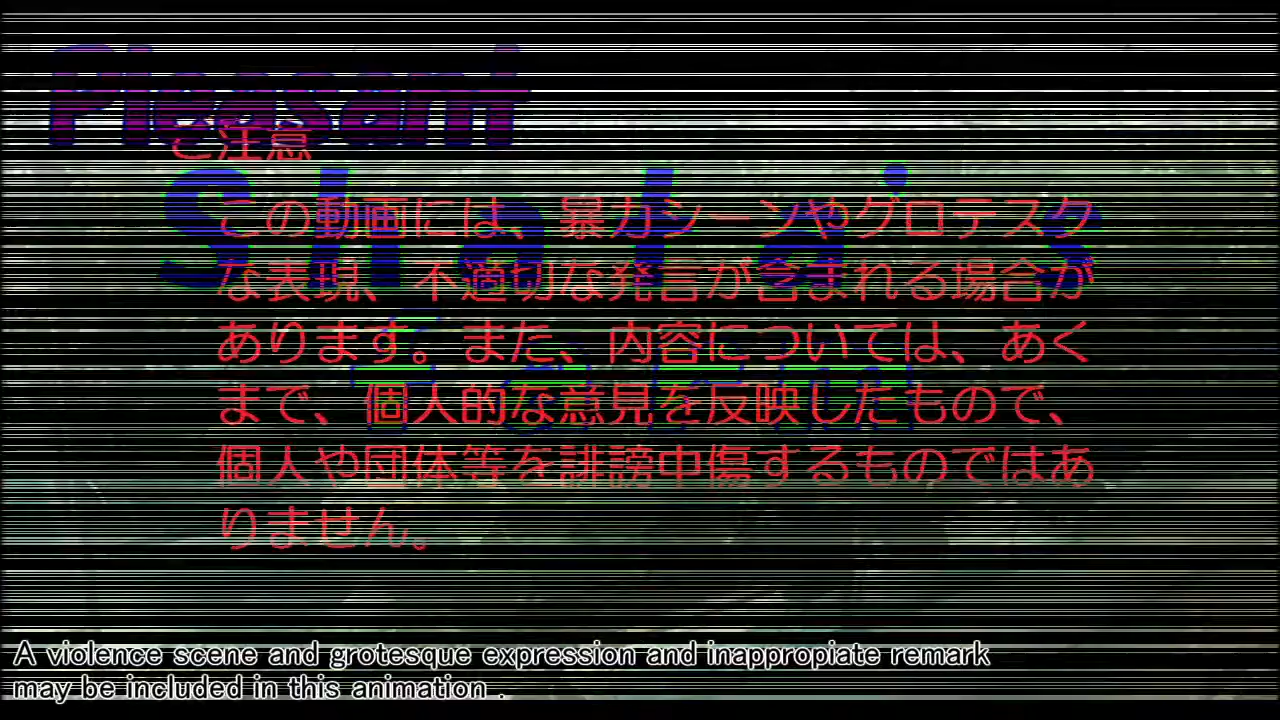 Pleasant
ご注意
この動画には、暴力シーンやグロテスク
な表現、不適切な発言が含まれる場合が
あります。また、内容については、あく
まで、個人的な意見を反映したもので、
個人や団体等を誹謗中傷するものではあ
りません。
A violence scene and grotesque expression and inappropiate remark
may be included in this animation .